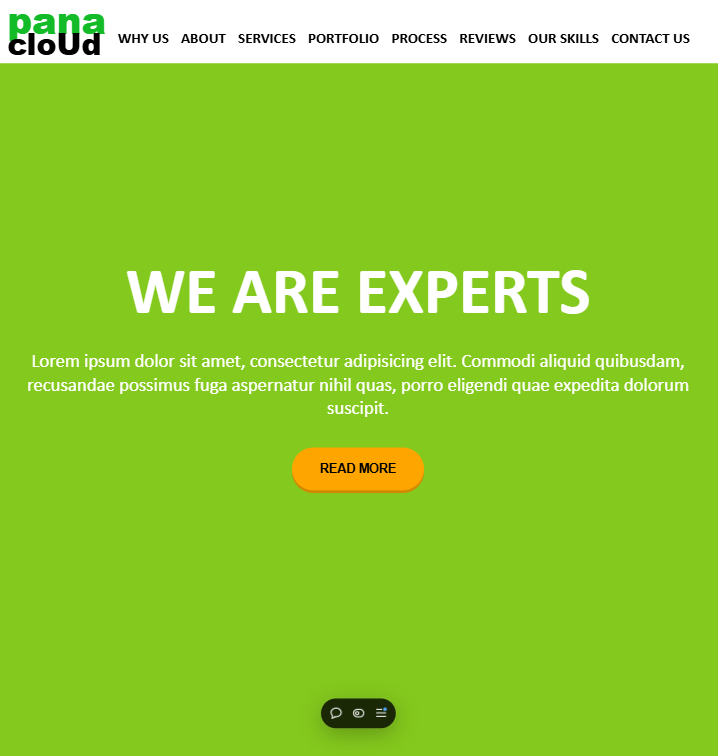 pana
cloUd
WHY US ABOUT SERVICES PORTFOLIO PROCESS REVIEWS OUR SKILLS CONTACT US
WE ARE EXPERTS
Lorem ipsum dolor sit amet, consectetur adipisicing elit. Commodi aliquid quibusdam,
recusandae possimus fuga aspernatur nihil quas, porro eligendi quae expedita dolorum
suscipit.
READ MORE